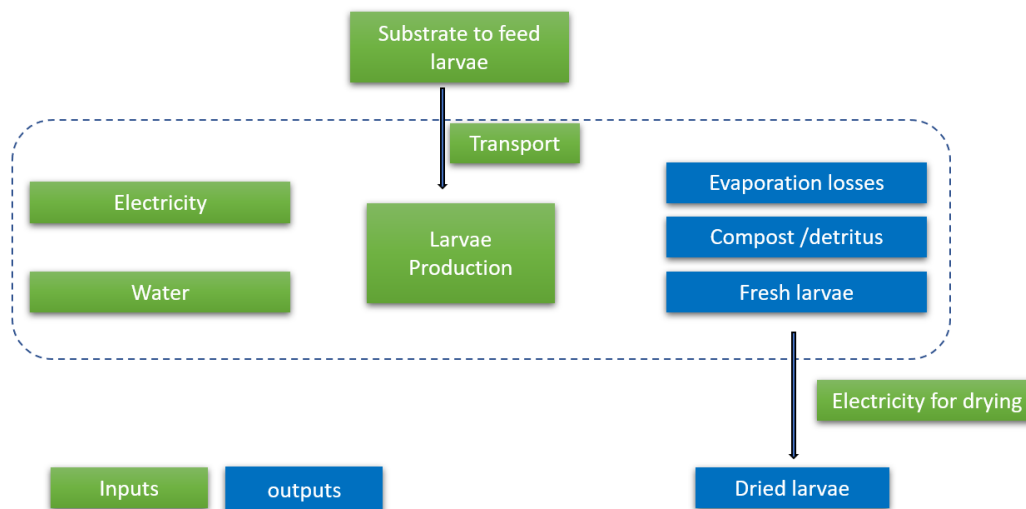 Substrate to feed
larvae
Transport
Electricity
Water
Larvae
Production
Evaporation losses
Compost /detritus
Fresh larvae
Electricity for drying
Inputs
outputs
Dried larvae